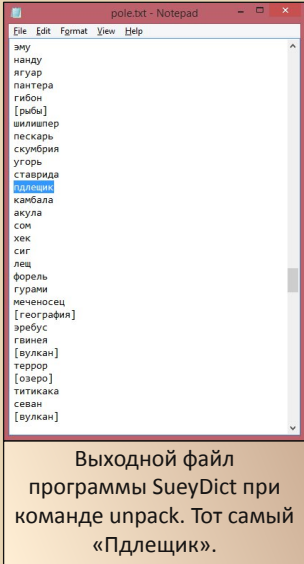 pole.txt - Notepad
File Edit Format View Help
эму
нанду
ягуар
пантера
гибон
[рыбы]
шилишпер
пескарь
скумбрия
угорь
ставрида
пдлещик
камбала
акула
сом
хек
сиг
лещ
форель
гурами
меченосец
[география]
эребус
гвинея
[вулкан]
террор
[озеро]
титикака
севан
[вулкан]
Выходной файл
программы SueyDict при
команде unpack. Тот самый
«Пдлещик».